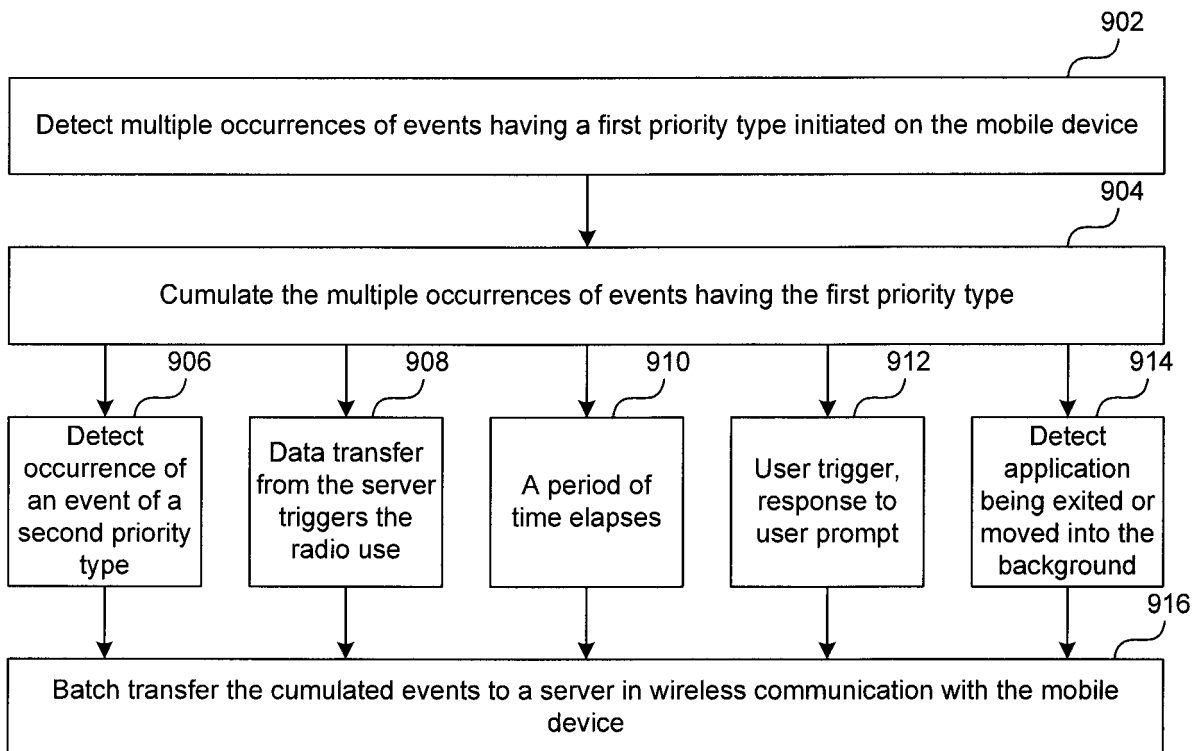 902
Detect multiple occurrences of events having a first priority type initiated on the mobile device
904
Cumulate the multiple occurrences of events having the first priority type
906
Detect
occurrence of
an event of a
second priority
type
908
Data transfer
from the server
triggers the
radio use
910
A period of
time elapses
912
User trigger,
response to
user prompt
914
Detect
application
being exited or
moved into the
background
916
Batch transfer the cumulated events to a server in wireless communication with the mobile
device